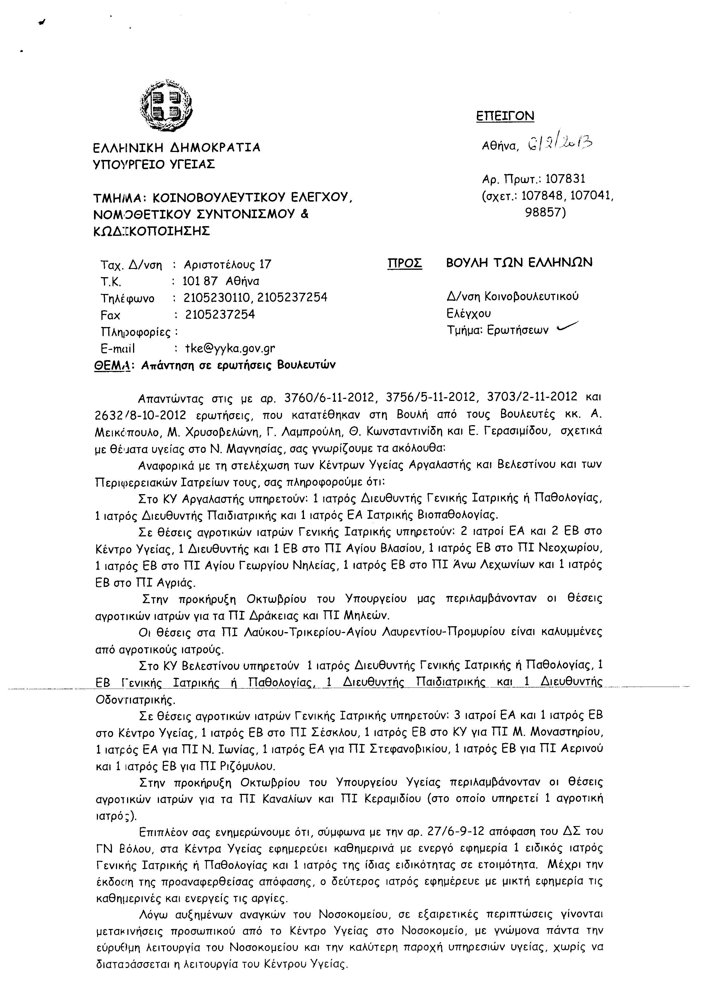 ΕΛΛΗΝΙΚΗ ΔΗΜΟΚΡΑΤΙΑ
ΥΠΟΥΡΓΕΙΟ ΥΓΕΙΑΣ
ΤΜΗΜΑ: ΚΟΙΝΟΒΟΥΛΕΥΤΙΚΟΥ ΕΛΕΓΧΟΥ,
ΝΟΜΟΘΕΤΙΚΟΥ ΣΥΝΤΟΝΙΣΜΟΥ &
ΚΩΔΙΚΟΠΟΙΗΣΗΣ
ΕΠΕΙΓΟΝ
Αθήνα, 6/2/2013
Αρ. Πρωτ.: 107831
(σχετ.: 107848, 107041,
98857)
Ταχ. Δ/νση : Αριστοτέλους 17
Τ.Κ. : 101 87 Αθήνα
Τηλέφωνο : 2105230110, 2105237254
Fax : 2105237254
Πληροφορίες :
E-mail : tke@yyka.gov.gr
ΠΡΟΣ ΒΟΥΛΗ ΤΩΝ ΕΛΛΗΝΩΝ
Δ/νση Κοινοβουλευτικού
Ελέγχου
Τμήμα: Ερωτήσεων
ΘΕΜΑ: Απάντηση σε ερωτήσεις Βουλευτών
Απαντώντας στις με αρ. 3760/6-11-2012, 3756/5-11-2012, 3703/2-11-2012 και
2632/8-10-2012 ερωτήσεις, που κατατέθηκαν στη Βουλή από τους Βουλευτές κκ. Α.
Μεικόπουλο, Μ. Χρυσοβελώνη, Γ. Λαμπρούλη, Θ. Κωνσταντινίδη και Ε. Γερασιμίδου, σχετικά
με θέματα υγείας στο Ν. Μαγνησίας, σας γνωρίζουμε τα ακόλουθα:
Αναφορικά με τη στελέχωση των Κέντρων Υγείας Αργαλαστής και Βελεστίνου και των
Περιφερειακών Ιατρείων τους, σας πληροφορούμε ότι:
Στο ΚΥ Αργαλαστής υπηρετούν: 1 ιατρός Διευθυντής Γενικής Ιατρικής ή Παθολογίας,
1 ιατρός Διευθυντής Παιδιατρικής και 1 ιατρός ΕΑ Ιατρικής Βιοπαθολογίας.
Σε θέσεις αγροτικών ιατρών Γενικής Ιατρικής υπηρετούν: 2 ιατροί ΕΑ και 2 ΕΒ στο
Κέντρο Υγείας, 1 Διευθυντής και 1 ΕΒ στο ΠΙ Αγίου Βλασίου, 1 ιατρός ΕΒ στο ΠΙ Νεοχωρίου,
1 ιατρός ΕΒ στο ΠΙ Αγίου Γεωργίου Νηλείας, 1 ιατρός ΕΒ στο ΠΙ Άνω Λεχωνίων και 1 ιατρός
ΕΒ στο ΠΙ Αγριάς.
Στην προκήρυξη Οκτωβρίου του Υπουργείου μας περιλαμβάνονταν οι θέσεις
αγροτικών ιατρών για τα ΠΙ Δράκειας και ΠΙ Μηλεών.
Οι θέσεις στα ΠΙ Λαύκου-Τρικερίου-Αγίου Λαυρεντίου-Προμυρίου είναι καλυμμένες
από αγροτικούς ιατρούς.
Στο ΚΥ Βελεστίνου υπηρετούν 1 ιατρός Διευθυντής Γενικής Ιατρικής ή Παθολογίας, 1
ΕΒ Γενικής Ιατρικής ή Παθολογίας, 1 Διευθυντής Παιδιατρικής και 1 Διευθυντής
Οδοντιατρικής.
Σε θέσεις αγροτικών ιατρών Γενικής Ιατρικής υπηρετούν: 3 ιατροί ΕΑ και 1 ιατρός ΕΒ
στο Κέντρο Υγείας, 1 ιατρός ΕΒ στο ΠΙ Σέσκλου, 1 ιατρός ΕΒ στο ΚΥ για ΠΙ Μ. Μοναστηρίου,
1 ιατρός ΕΑ για ΠΙ Ν. Ιωνίας, 1 ιατρός ΕΑ για ΠΙ Στεφανοβικίου, 1 ιατρός ΕΒ για ΠΙ Αερινού
και 1 ιατρός ΕΒ για ΠΙ Ριζόμυλου.
Στην προκήρυξη Οκτωβρίου του Υπουργείου Υγείας περιλαμβάνονταν οι θέσεις
αγροτικών ιατρών για τα ΠΙ Καναλίων και ΠΙ Κεραμιδίου (στο οποίο υπηρετεί 1 αγροτική
ιατρός).
Επιπλέον σας ενημερώνουμε ότι, σύμφωνα με την αρ. 27/6-9-12 απόφαση του ΔΣ του
ΓΝ Βόλου, στα Κέντρα Υγείας εφημερεύει καθημερινά με ενεργό εφημερία 1 ειδικός ιατρός
Γενικής Ιατρικής ή Παθολογίας και 1 ιατρός της ίδιας ειδικότητας σε ετοιμότητα. Μέχρι την
έκδοση της προαναφερθείσας απόφασης, ο δεύτερος ιατρός εφημέρευε με μικτή εφημερία τις
καθημερινές και ενεργείς τις αργίες.
Λόγω αυξημένων αναγκών του Νοσοκομείου, σε εξαιρετικές περιπτώσεις γίνονται
μετακινήσεις προσωπικού από το Κέντρο Υγείας στο Νοσοκομείο, με γνώμονα πάντα την
εύρυθμη λειτουργία του Νοσοκομείου και την καλύτερη παροχή υπηρεσιών υγείας, χωρίς να
διαταράσσεται η λειτουργία του Κέντρου Υγείας.